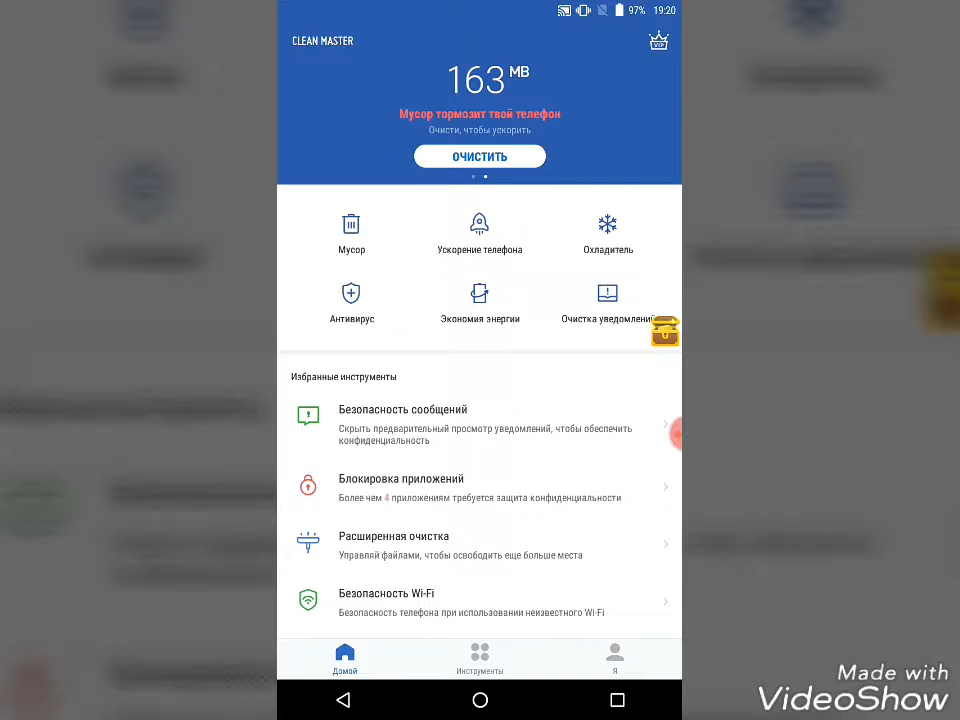 97% 19:20
CLEAN MASTER
VIP
163 MB
Мусор тормозит твой телефон
Очисти, чтобы ускорить
ОЧИСТИТЬ
Мусор
Ускорение телефона
Охладитель
Антивирус
Экономия энергии
Очистка уведомлений
Избранные инструменты
Безопасность сообщений
Скрыть предварительный просмотр уведомлений, чтобы обеспечить
конфиденциальность
Блокировка приложений
Более чем 4 приложениям требуется защита конфиденциальности
Расширенная очистка
Управляй файлами, чтобы освободить еще больше места
Безопасность Wi-Fi
Безопасность телефона при использовании неизвестного Wi-Fi
Домой
Инструменты
Я
Made with
VideoShow